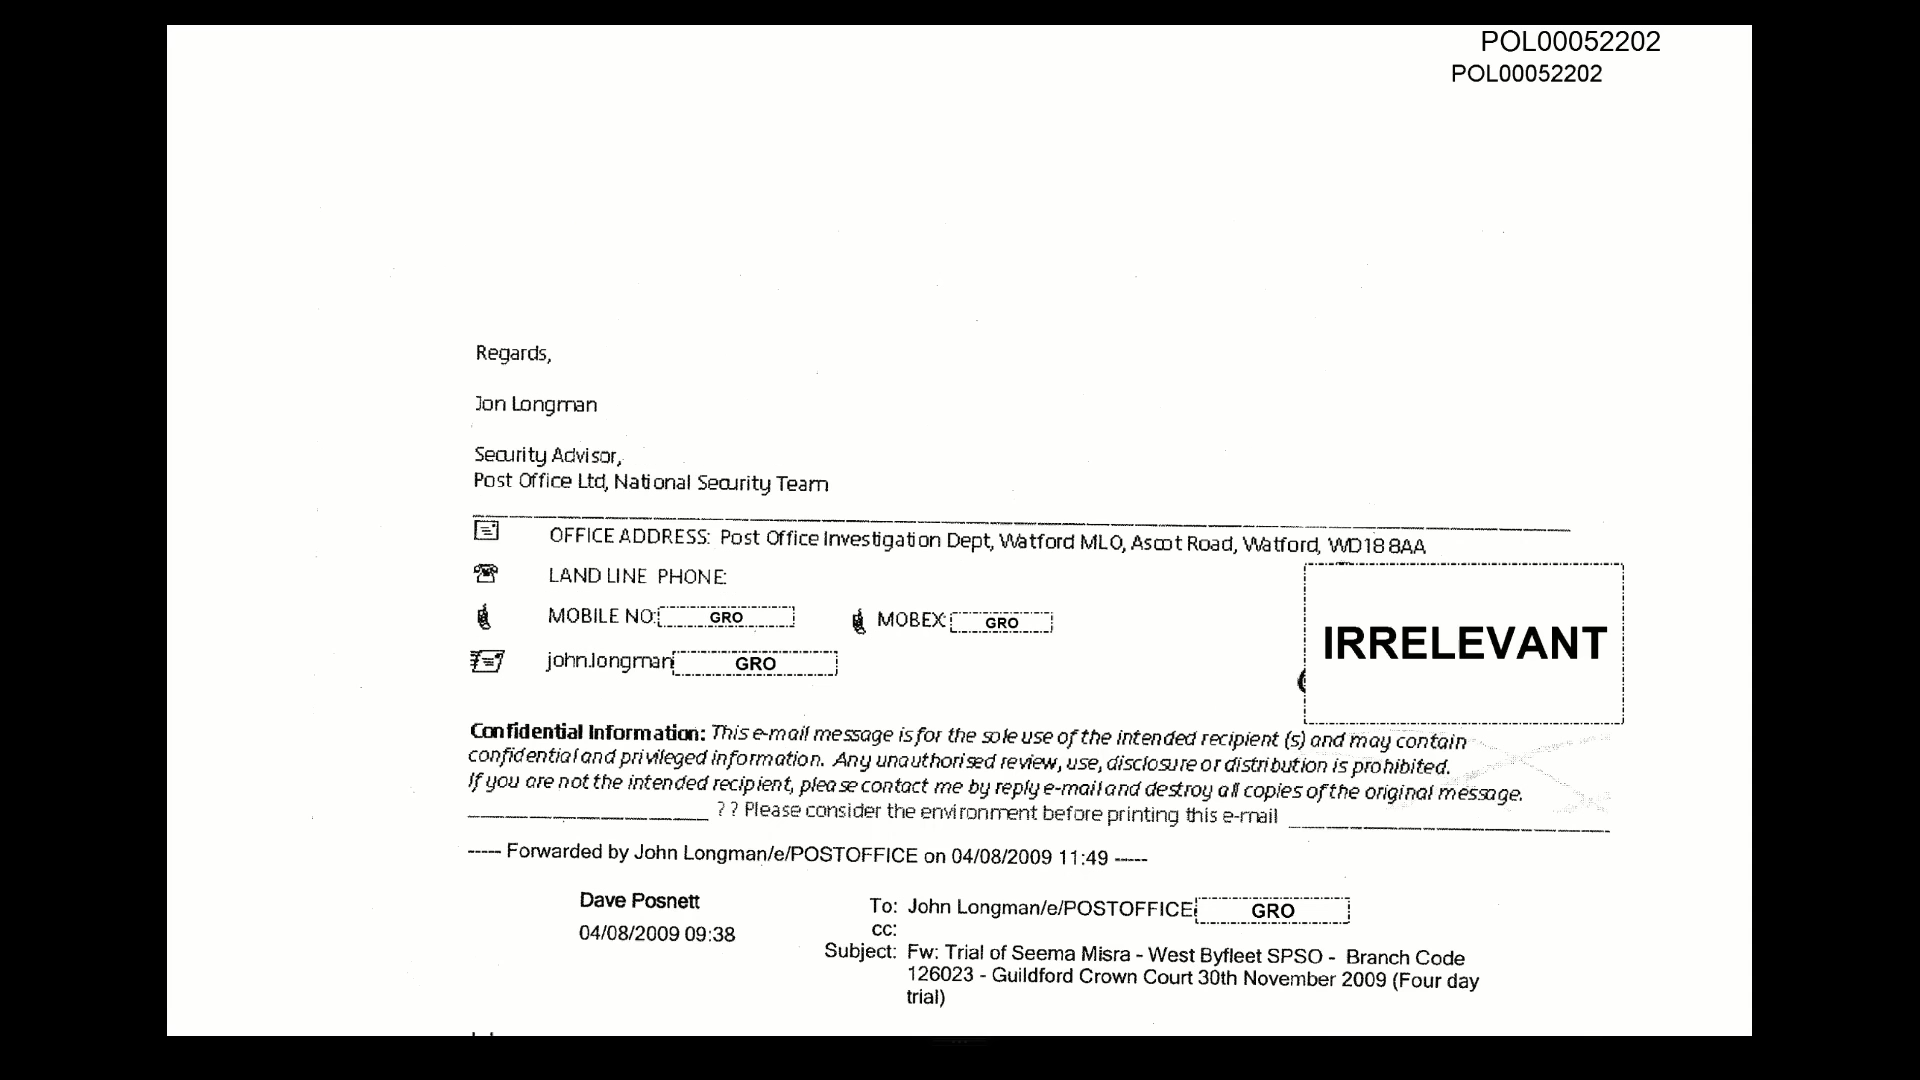 POL00052202
POL00052202
Regards,
Jon Longman
Security Advisor,
Post Office Ltd, National Security Team
OFFICE ADDRESS: Post Office Investigation Dept, Watford MLO, Ascot Road, Watford, WD18 8AA
LAND LINE PHONE:
MOBILE NO: GRO MOBEX: GRO
IRRELEVANT
john.longman GRO
Confidential Information: This e-mail message is for the sole use of the intended recipient (s) and may contain
confidential and privileged information. Any unauthorised review, use, disclosure or distribution is prohibited.
If you are not the intended recipient, please contact me by reply e-mail and destroy all copies of the original message.
? ? Please consider the environment before printing this e-mail
----- Forwarded by John Longman/e/POSTOFFICE on 04/08/2009 11:49 -----
Dave Posnett
04/08/2009 09:38
To: John Longman/e/POSTOFFICE GRO
cc:
Subject: Fw: Trial of Seema Misra - West Byfleet SPSO - Branch Code
126023 - Guildford Crown Court 30th November 2009 (Four day
trial)